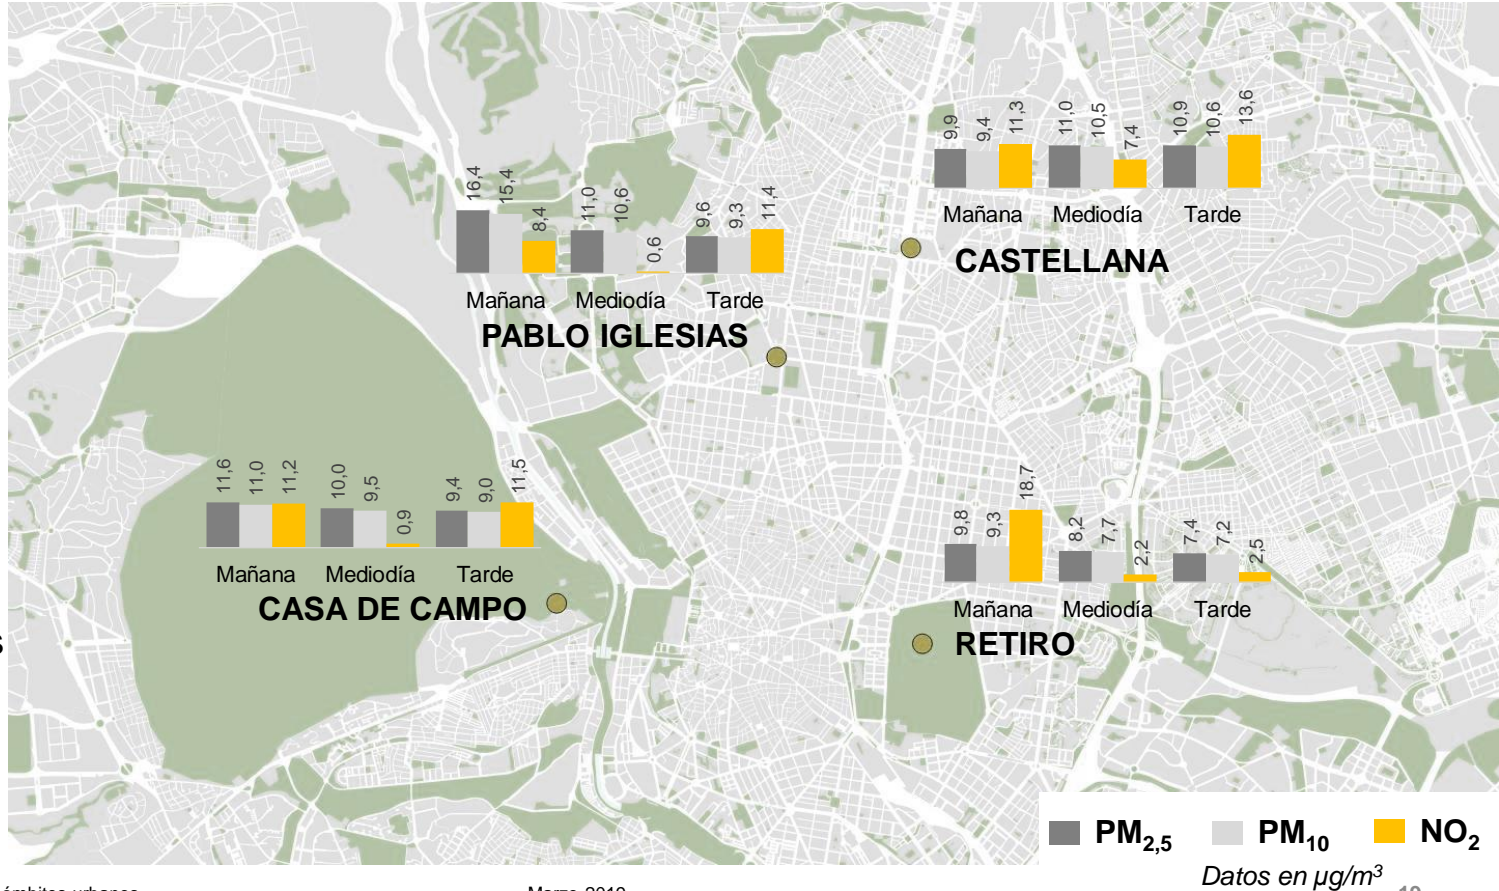 9,9 9,4 11,3 11,0 10,5 7,4 10,9 10,6 13,6
Mañana Mediodía Tarde
CASTELLANA
16,4 15,4 8,4 11,0 10,6 0,6 9,6 9,3 11,4
Mañana Mediodía Tarde
PABLO IGLESIAS
11,6 11,0 11,2 10,0 9,5 0,9 9,4 9,0 11,5
Mañana Mediodía Tarde
CASA DE CAMPO
9,8 9,3 18,7 8,2 7,7 2,2 7,4 7,2 2,5
Mañana Mediodía Tarde
RETIRO
s
PM2,5 PM10 NO2
Datos en µg/m³